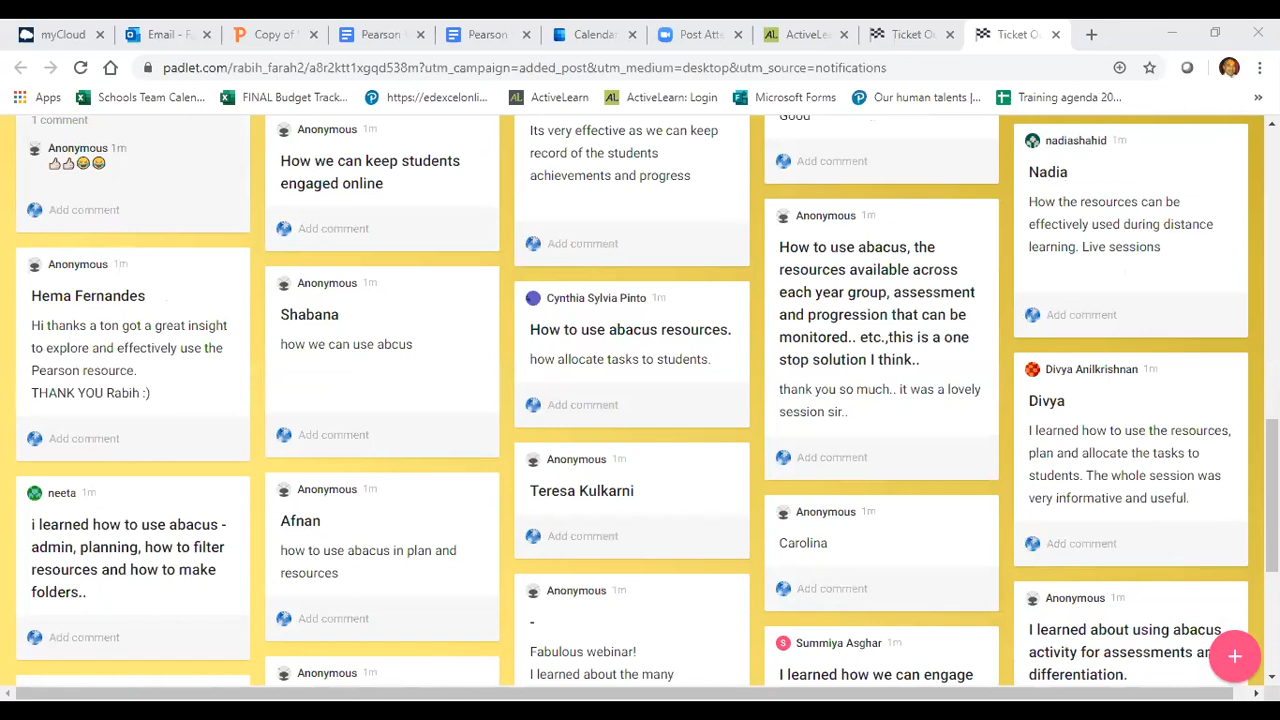 myCloud
Email - F
Copy of
Pearson
Pearson
Calendar
Post Atte
ActiveLea
Ticket Ou
Ticket Ou
padlet.com/rabih_farah2/a8r2ktt1xgqd538m?utm_campaign=added_post&utm_medium=desktop&utm_source=notifications
Apps
Schools Team Calen...
FINAL Budget Track...
https://edexcelonli...
ActiveLearn
ActiveLearn: Login
Microsoft Forms
Our human talents |...
Training agenda 20...
»
1 comment
Anonymous 1m
Add comment
Hema Fernandes
Anonymous 1m
Hi thanks a ton got a great insight
to explore and effectively use the
Pearson resource.
THANK YOU Rabih :)
Add comment
neeta 1m
i learned how to use abacus -
admin, planning, how to filter
resources and how to make
folders..
Add comment
Anonymous 1m
How we can keep students
engaged online
Add comment
Anonymous 1m
Shabana
how we can use abcus
Add comment
Anonymous 1m
Afnan
how to use abacus in plan and
resources
Add comment
Anonymous 1m
Its very effective as we can keep
record of the students
achievements and progress
Add comment
Cynthia Sylvia Pinto 1m
How to use abacus resources.
how allocate tasks to students.
Add comment
Anonymous 1m
Teresa Kulkarni
Add comment
Anonymous 1m
-
Fabulous webinar!
I learned about the many
Good
Add comment
Anonymous 1m
How to use abacus, the
resources available across
each year group, assessment
and progression that can be
monitored.. etc.,this is a one
stop solution I think..
thank you so much.. it was a lovely
session sir..
Add comment
Anonymous 1m
Carolina
Add comment
S
Summiya Asghar 1m
I learned how we can engage
nadiashahid 1m
Nadia
How the resources can be
effectively used during distance
learning. Live sessions
Add comment
Divya Anilkrishnan 1m
Divya
I learned how to use the resources,
plan and allocate the tasks to
students. The whole session was
very informative and useful.
Add comment
Anonymous 1m
I learned about using abacus
activity for assessments
differentiation.